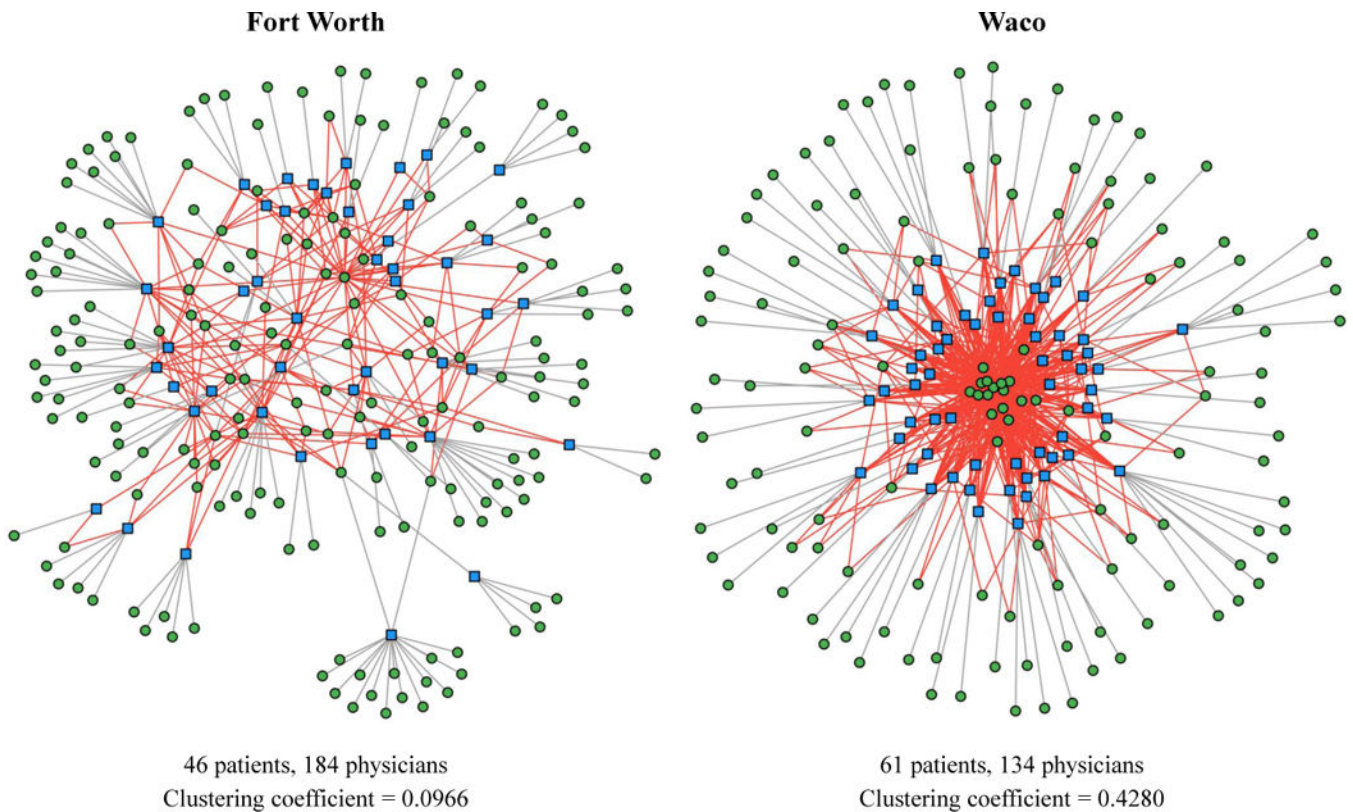 Fort Worth
Waco
46 patients, 184 physicians
Clustering coefficient = 0.0966
61 patients, 134 physicians
Clustering coefficient = 0.4280